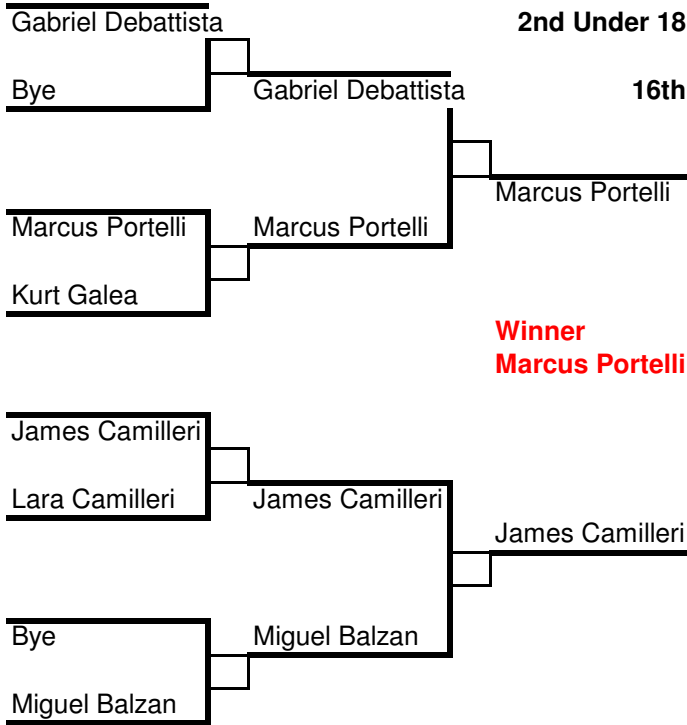 Gabriel Debattista
2nd Under 18
Bye
Gabriel Debattista
16th
Marcus Portelli
Marcus Portelli
Marcus Portelli
Kurt Galea
Winner
Marcus Portelli
James Camilleri
Lara Camilleri
James Camilleri
James Camilleri
Bye
Miguel Balzan
Miguel Balzan